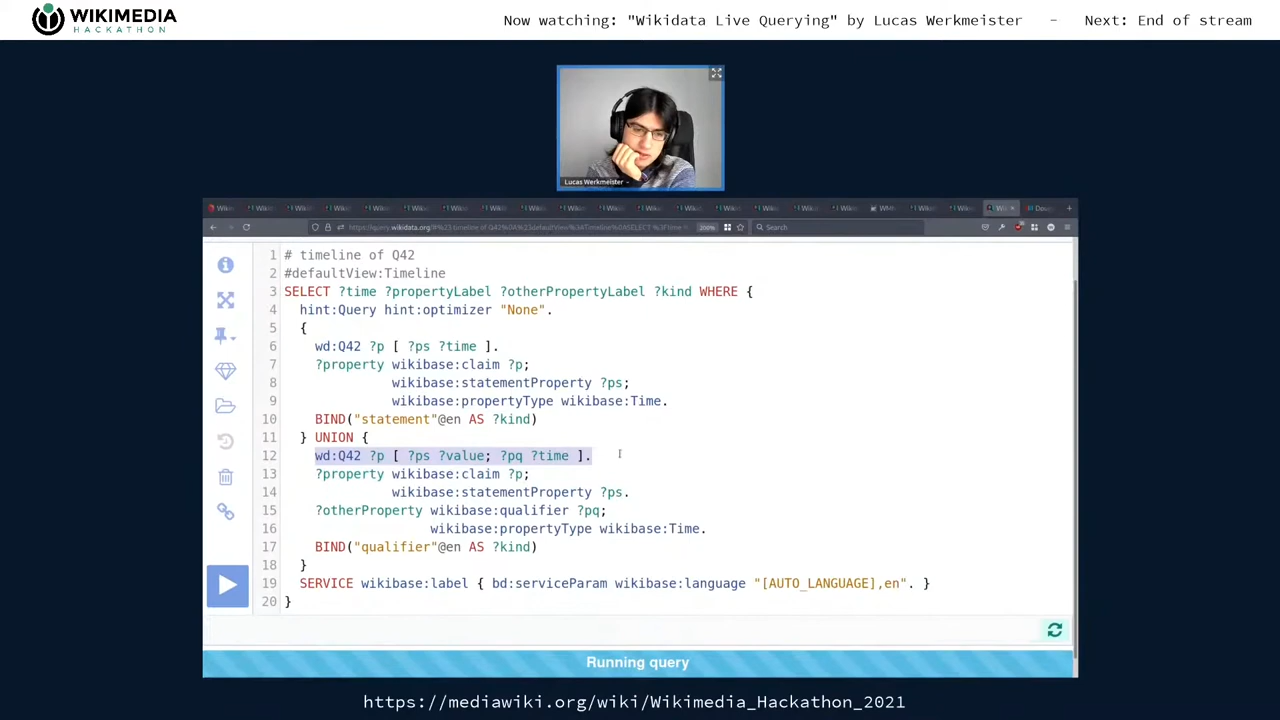 WIKIMEDIA
HACKATHON
Now watching: "Wikidata Live Querying" by Lucas Werkmeister - Next: End of stream
Lucas Werkmeister
200%
Search
1 # timeline of Q42
2 #defaultView:Timeline
3 SELECT ?time ?propertyLabel ?otherPropertyLabel ?kind WHERE {
4 hint:Query hint:optimizer "None".
5 {
6 wd:Q42 ?p [ ?ps ?time ].
7 ?property wikibase:claim ?p;
8 wikibase:statementProperty ?ps;
9 wikibase:propertyType wikibase:Time.
10 BIND("statement"@en AS ?kind)
11 } UNION {
12 wd:Q42 ?p [ ?ps ?value; ?pq ?time ].
13 ?property wikibase:claim ?p;
14 wikibase:statementProperty ?ps.
15 ?otherProperty wikibase:qualifier ?pq;
16 wikibase:propertyType wikibase:Time.
17 BIND("qualifier"@en AS ?kind)
18 }
19 SERVICE wikibase:label { bd:serviceParam wikibase:language "[AUTO_LANGUAGE],en". }
20 }
Running query
https://mediawiki.org/wiki/Wikimedia_Hackathon_2021